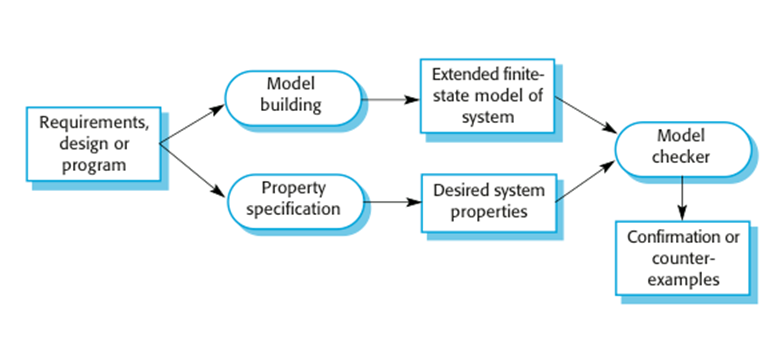 Requirements,
design or
program
Model
building
Property
specification
Extended finite-
state model of
system
Desired system
properties
Model
checker
Confirmation or
counter-
examples